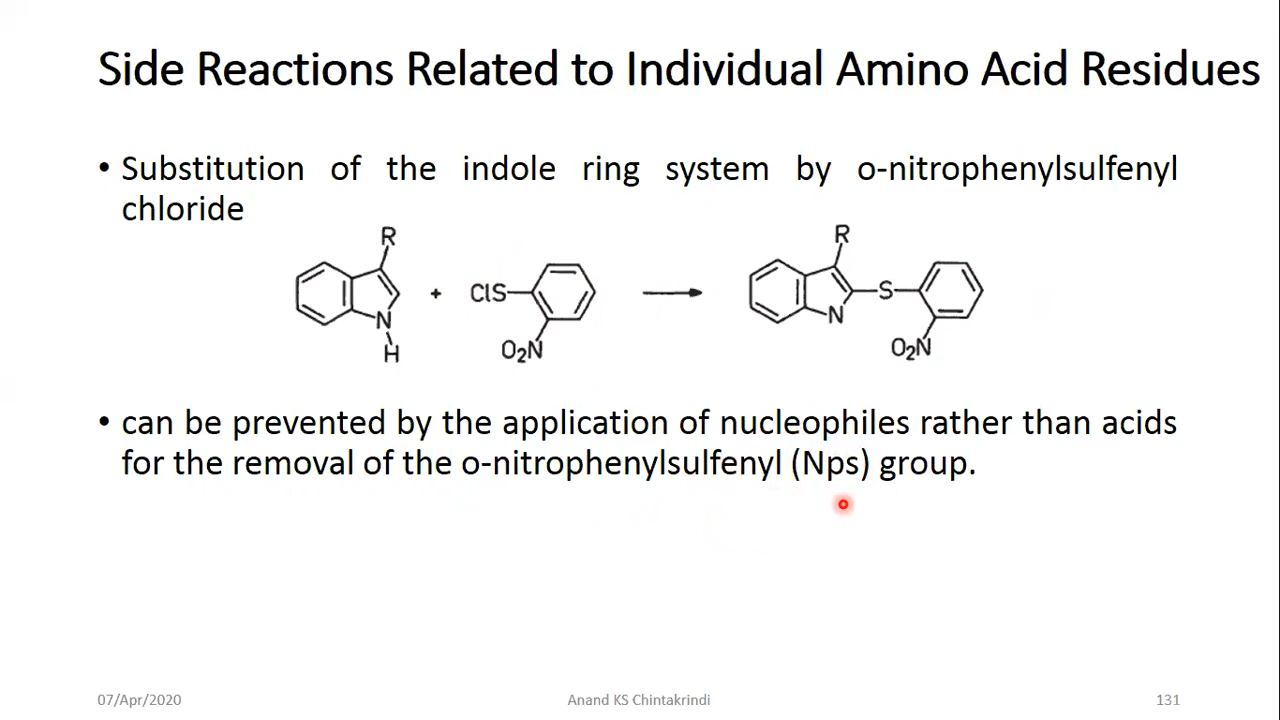 Side Reactions Related to Individual Amino Acid Residues
• Substitution of the indole ring system by o-nitrophenylsulfenyl
chloride
R
N
H
+
ClS
O2N
R
N
S
O2N
• can be prevented by the application of nucleophiles rather than acids
for the removal of the o-nitrophenylsulfenyl (Nps) group.
07/Apr/2020
Anand KS Chintakrindi
131